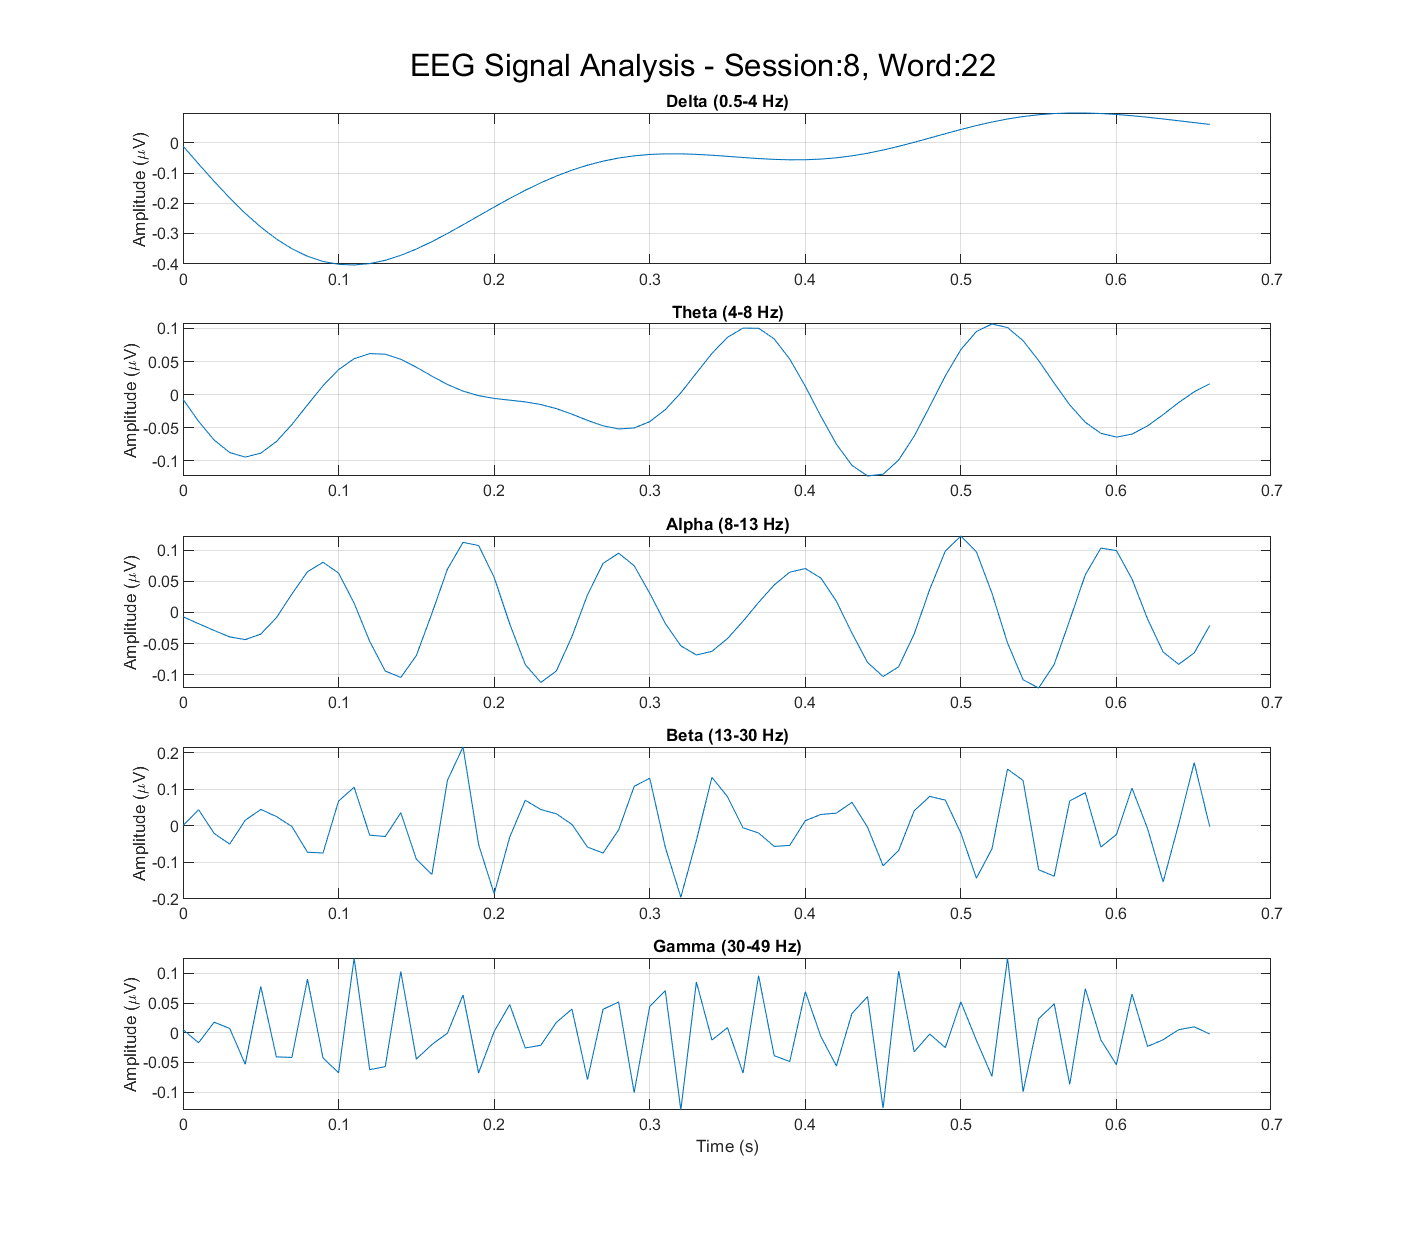 EEG Signal Analysis - Session:8, Word:22
Delta (0.5-4 Hz)
Amplitude (μV)
0
-0.1
-0.2
-0.3
-0.4
0 0.1 0.2 0.3 0.4 0.5 0.6 0.7
Theta (4-8 Hz)
Amplitude (μV)
0.1
0.05
0
-0.05
-0.1
0 0.1 0.2 0.3 0.4 0.5 0.6 0.7
Alpha (8-13 Hz)
Amplitude (μV)
0.1
0.05
0
-0.05
-0.1
0 0.1 0.2 0.3 0.4 0.5 0.6 0.7
Beta (13-30 Hz)
Amplitude (μV)
0.2
0.1
0
-0.1
-0.2
0 0.1 0.2 0.3 0.4 0.5 0.6 0.7
Gamma (30-49 Hz)
Amplitude (μV)
0.1
0.05
0
-0.05
-0.1
0 0.1 0.2 0.3 0.4 0.5 0.6 0.7
Time (s)